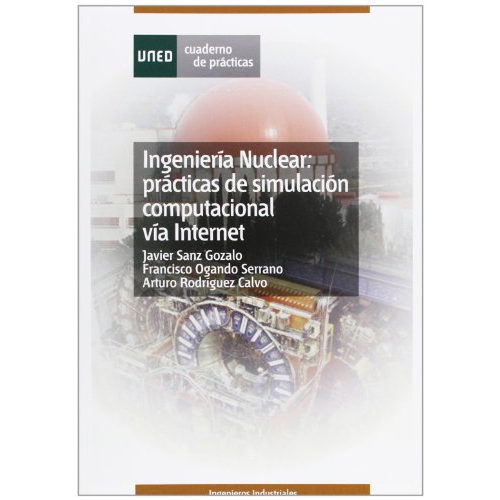 UNED
cuaderno
de prácticas
Ingeniería Nuclear:
prácticas de simulación
computacional
vía Internet
Javier Sanz Gozalo
Francisco Ogando Serrano
Arturo Rodríguez Calvo
Ingenieros Industriales